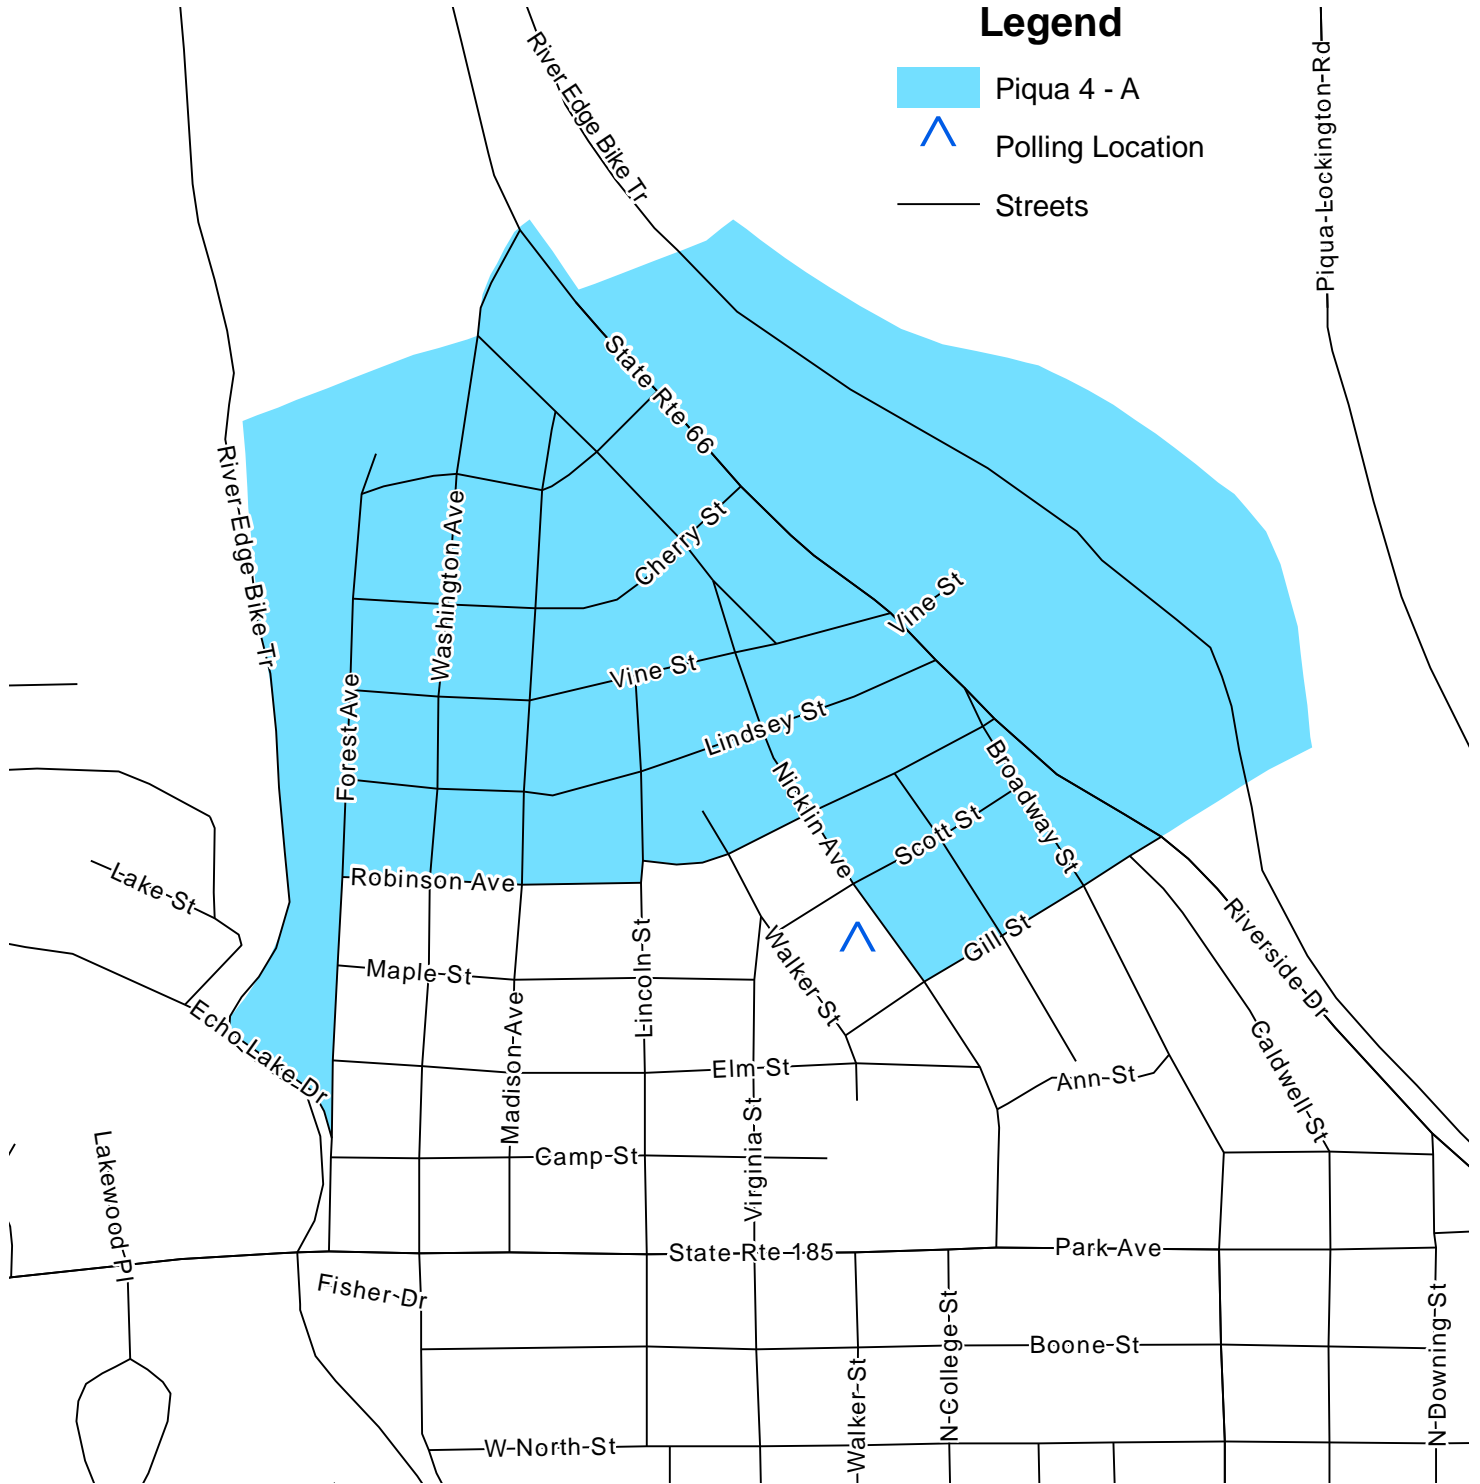 Legend
Piqua 4 - A
Polling Location
Streets
River Edge Bike Tr
Piqua-Lockington-Rd
State Rte 66
River-Edge-Bike-Tr
Washington-Ave
Cherry St
Vine-St
Vine St
Forest-Ave
Lindsey-St
Nicklin-Ave
Broadway-St
Scott-St
Lake-St
Robinson-Ave
Walker-St
Gill-St
Riverside-Dr
Lincoln-St
Maple-St
Echo-Lake-Dr
Madison-Ave
Elm-St
Ann-St
Caldwell-St
Virginia-St
Camp-St
Lakewood-Pl
State-Rte-185
Park-Ave
Fisher-Dr
N-College-St
N-Downing-St
Boone-St
Walker-St
W-North-St